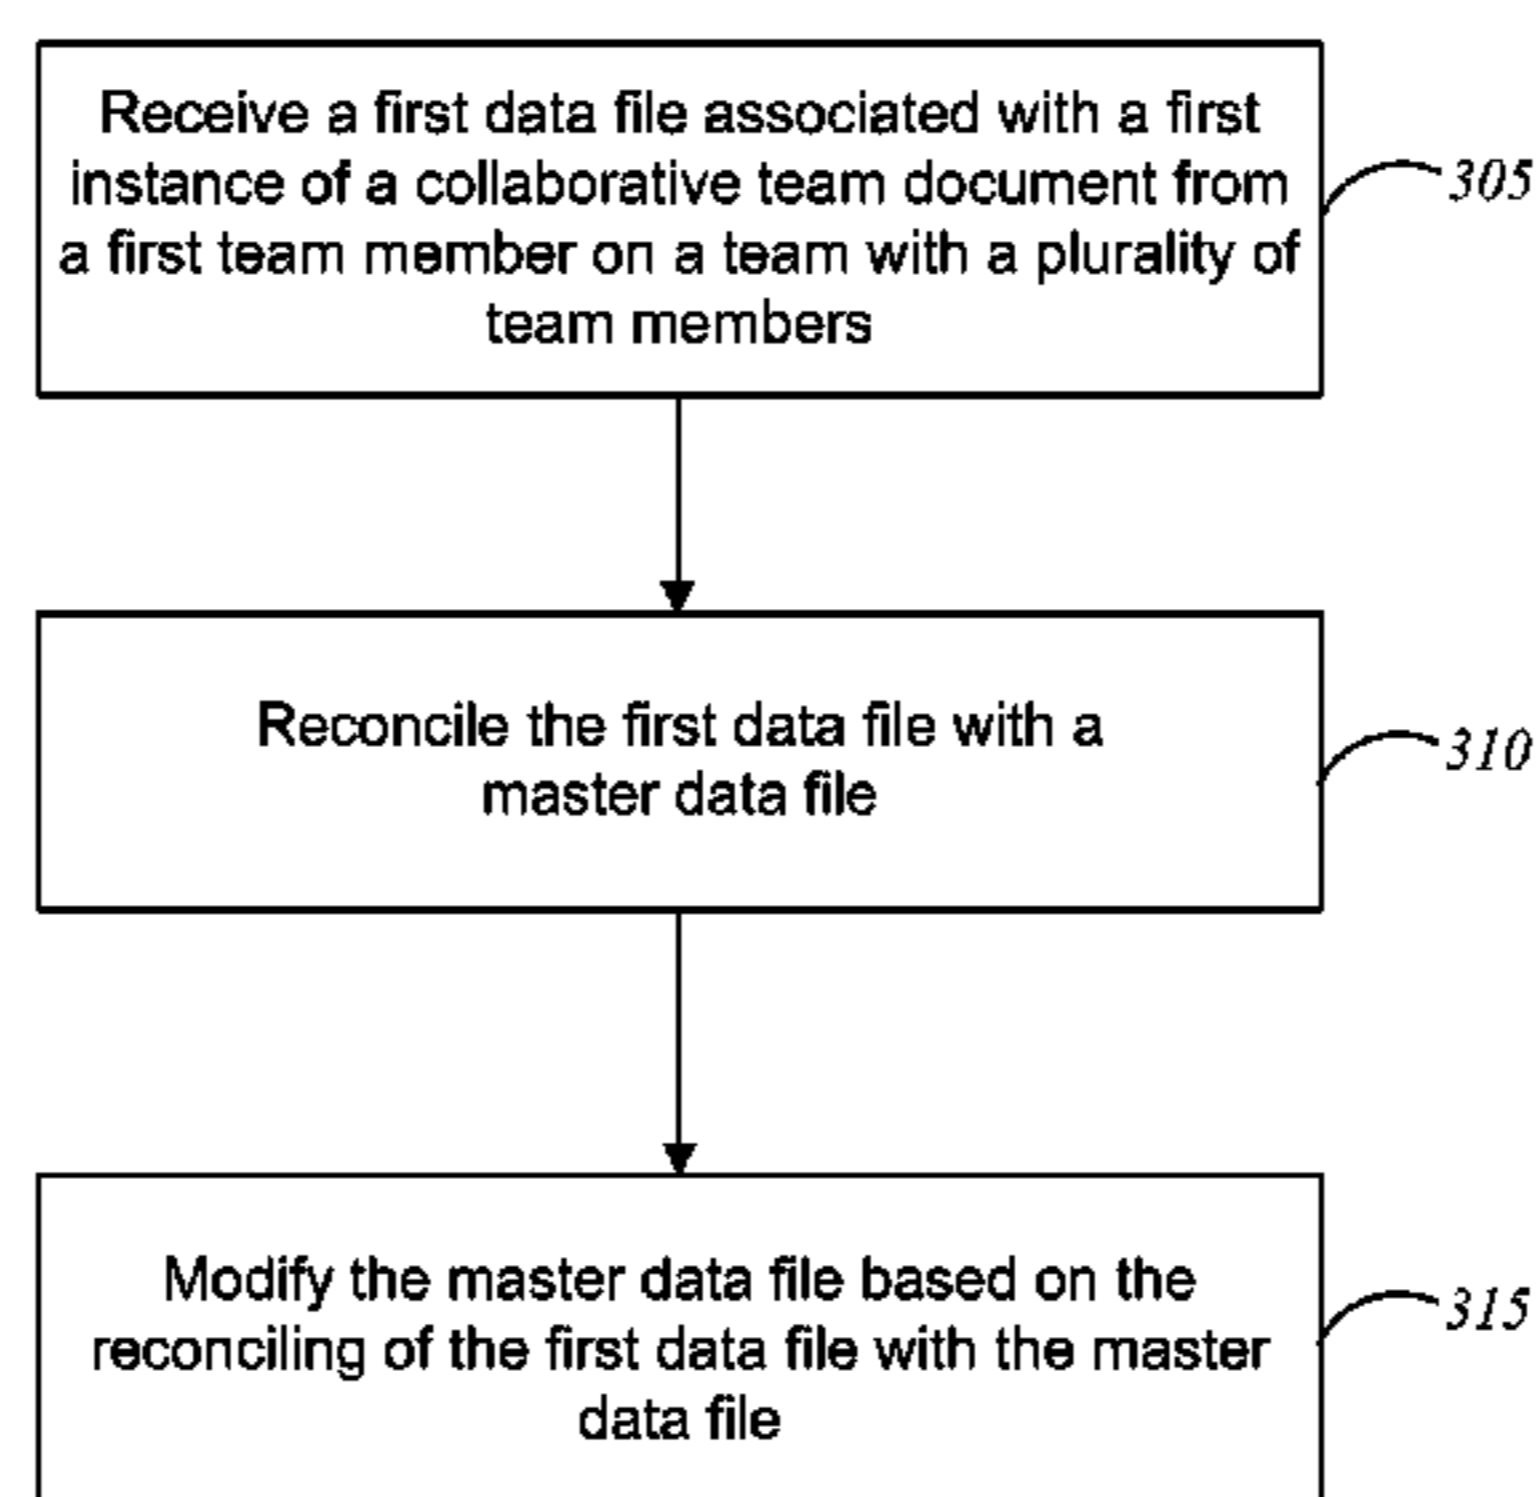 Receive a first data file associated with a first
instance of a collaborative team document from
a first team member on a team with a plurality of
team members
305
Reconcile the first data file with a
master data file
310
Modify the master data file based on the
reconciling of the first data file with the master
data file
315